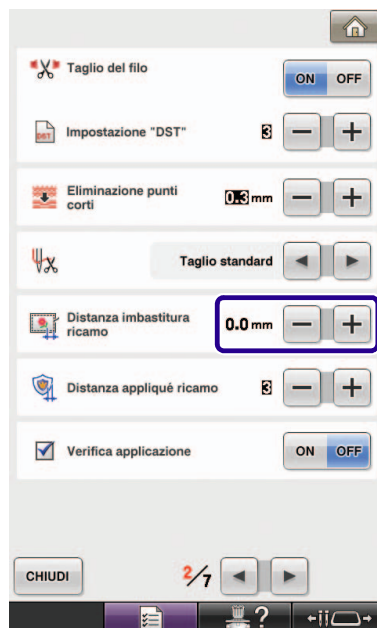 Taglio del filo
ON OFF
DST
Impostazione "DST" 3 − +
Eliminazione punti
corti
0.3 mm − +
Taglio standard
Distanza imbastitura
ricamo
0.0 mm − +
Distanza appliqué ricamo 3 − +
Verifica applicazione ON OFF
CHIUDI 2/7
?